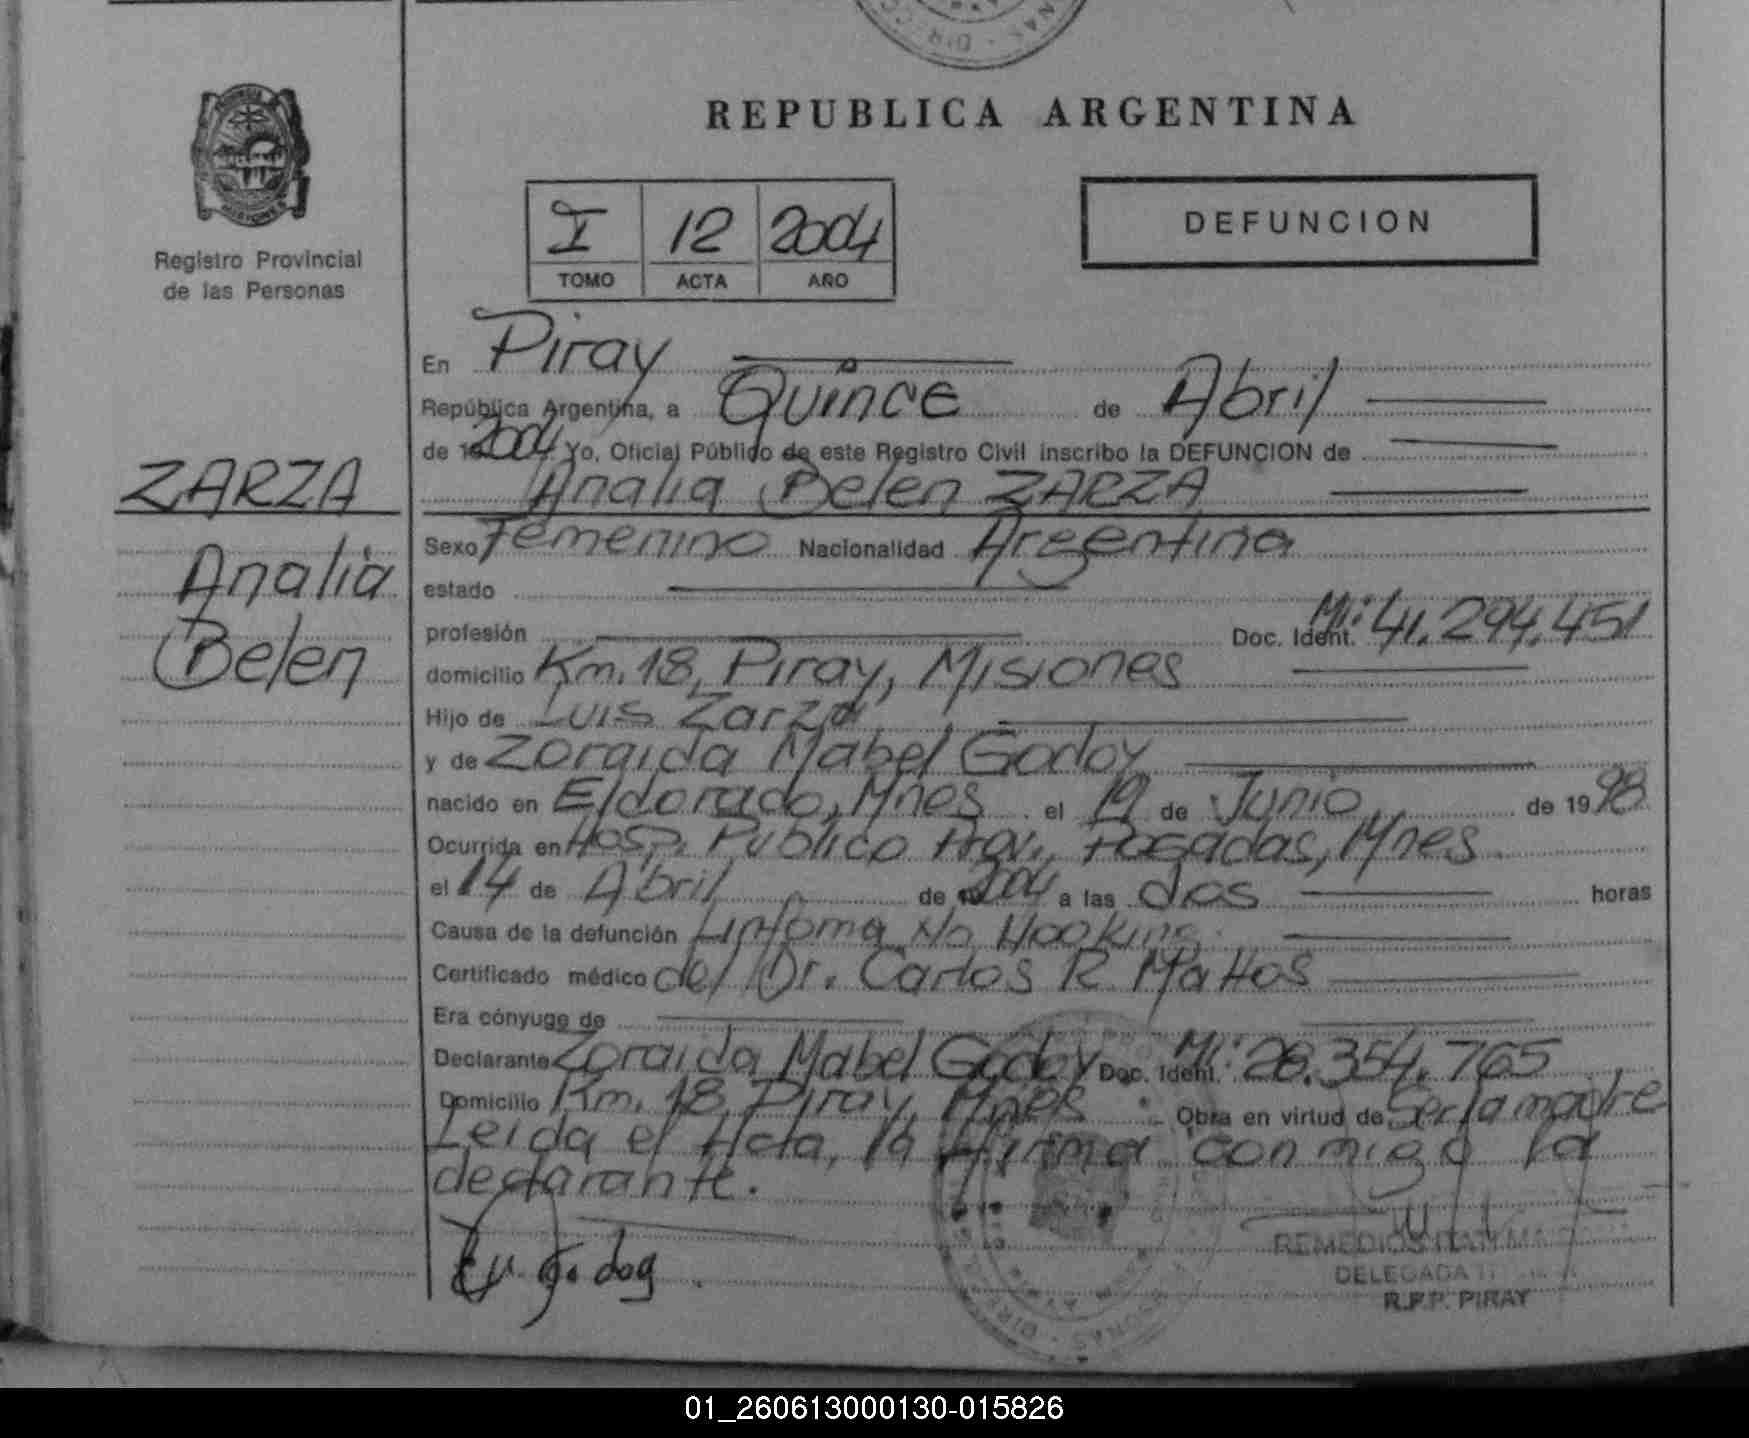 REPUBLICA ARGENTINA
Registro Provincial
de las Personas
I 12 2004
TOMO ACTA AÑO
DEFUNCION
En Piray
República Argentina, a Quince de Abril
de 2004 Yo, Oficial Público de este Registro Civil inscribo la DEFUNCION de
Analia Belen ZARZA
ZARZA
Analia
Belen
Sexo Femenino Nacionalidad Argentina
estado
profesión Doc. Ident. MI: 41.294.451
domicilio Km. 18, Piray, Misiones
Hijo de Luis Zarza
y de Zoraida Mabel Godoy
nacido en Eldorado, Mnes el 19 de Junio de 1998
Ocurrida en Hosp. Publico Prov., Posadas, Mnes.
el 14 de Abril de 2004 a las dos horas
Causa de la defunción Linfoma No Hooking
Certificado médico del Dr. Carlos R. Mattos
Era cónyuge de
Declarante Zoraida Mabel Godoy Doc. Ident. MI: 28.354.765
Domicilio Km. 18, Piray, Mnes Obra en virtud de Ser la madre
Leida el Acta, la firma conmigo la
declarante.
REMEDIOS ITATI
DELEGADA
R.P.P. PIRAY
01_260613000130-015826